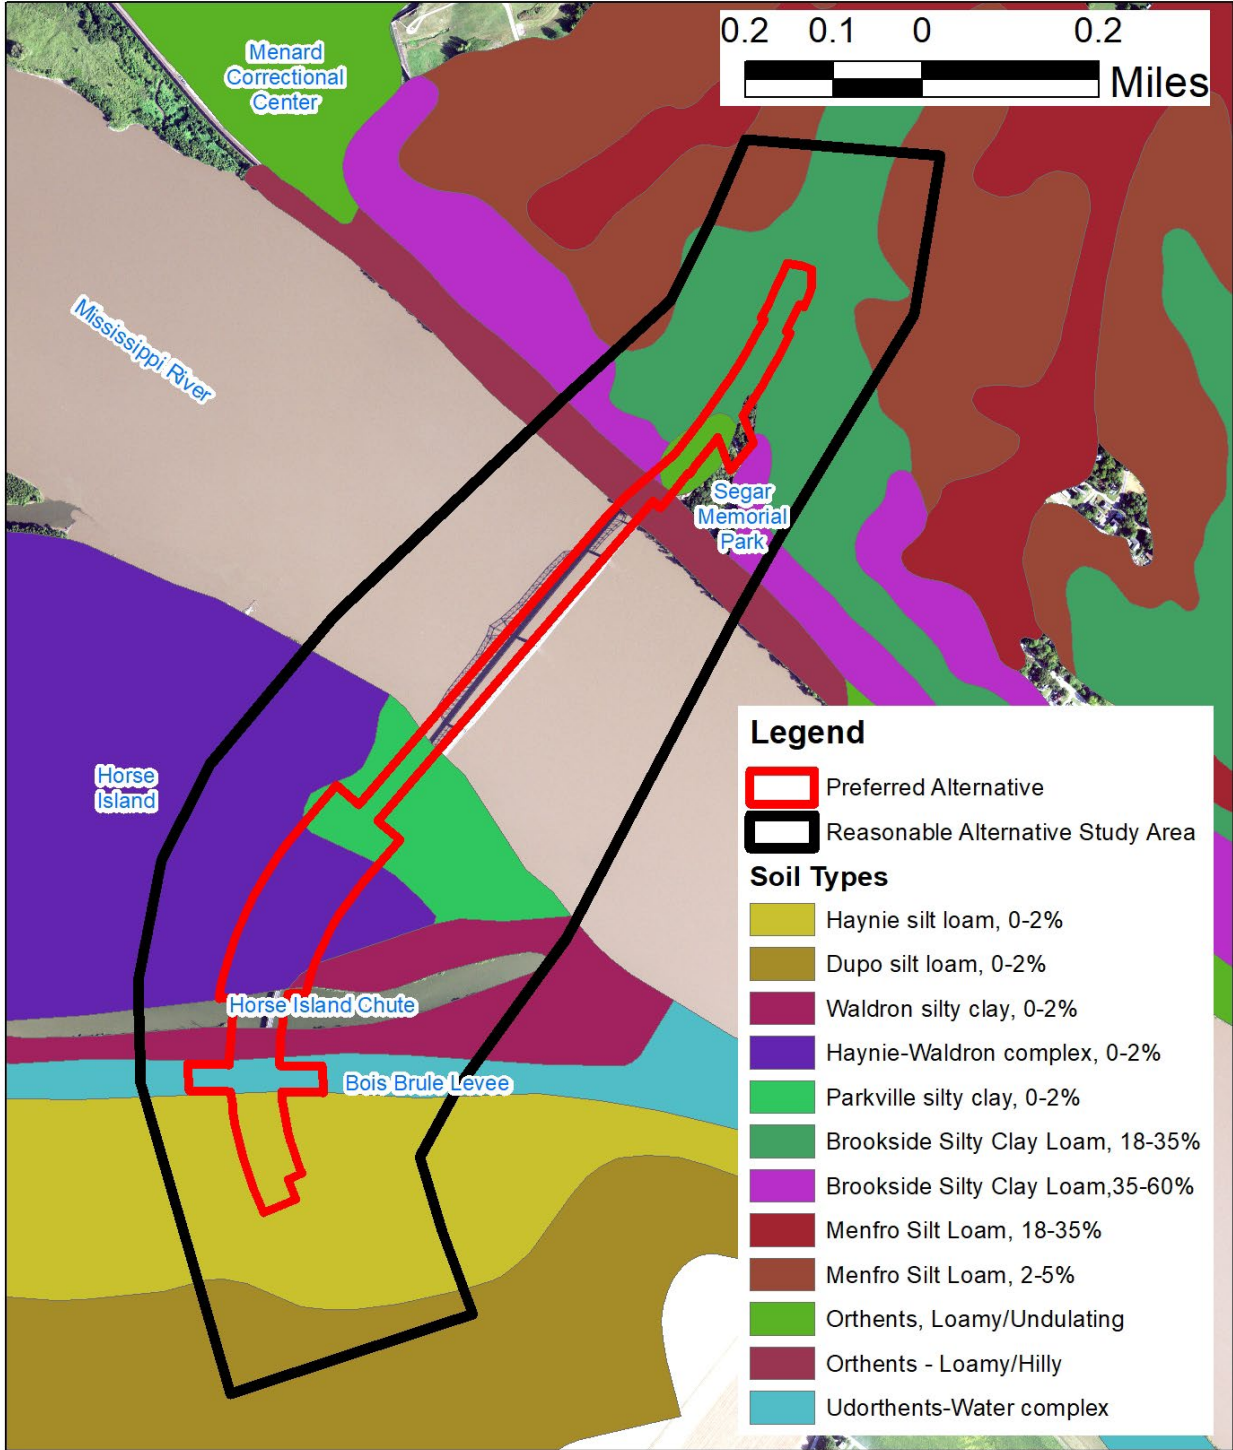 0.2 0.1 0 0.2
Miles
Menard
Correctional
Center
Mississippi River
Segar
Memorial
Park
Horse
Island
Horse Island Chute
Bois Brule Levee
Legend
Preferred Alternative
Reasonable Alternative Study Area
Soil Types
Haynie silt loam, 0-2%
Dupo silt loam, 0-2%
Waldron silty clay, 0-2%
Haynie-Waldron complex, 0-2%
Parkville silty clay, 0-2%
Brookside Silty Clay Loam, 18-35%
Brookside Silty Clay Loam,35-60%
Menfro Silt Loam, 18-35%
Menfro Silt Loam, 2-5%
Orthents, Loamy/Undulating
Orthents - Loamy/Hilly
Udorthents-Water complex